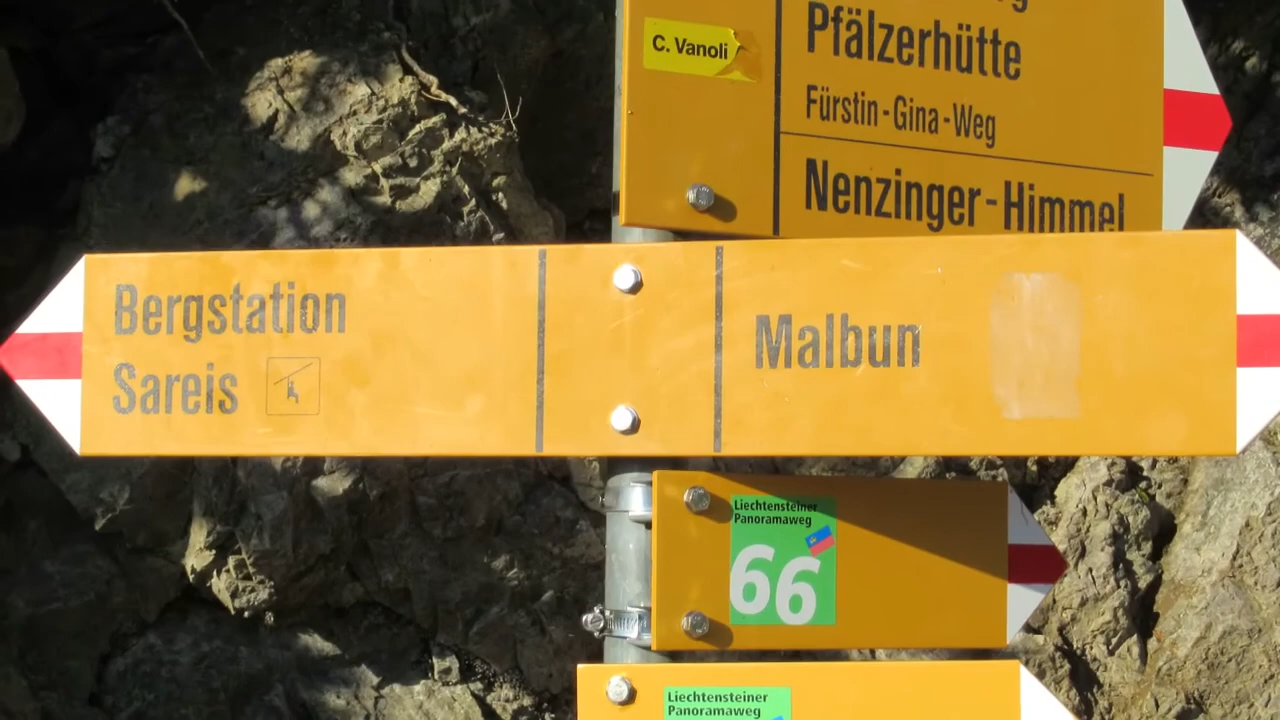 C. Vanoli
Pfälzerhütte
Fürstin-Gina-Weg
Nenzinger-Himmel
Bergstation
Sareis
Malbun
Liechtensteiner
Panoramaweg
66
Liechtensteiner
Panoramaweg